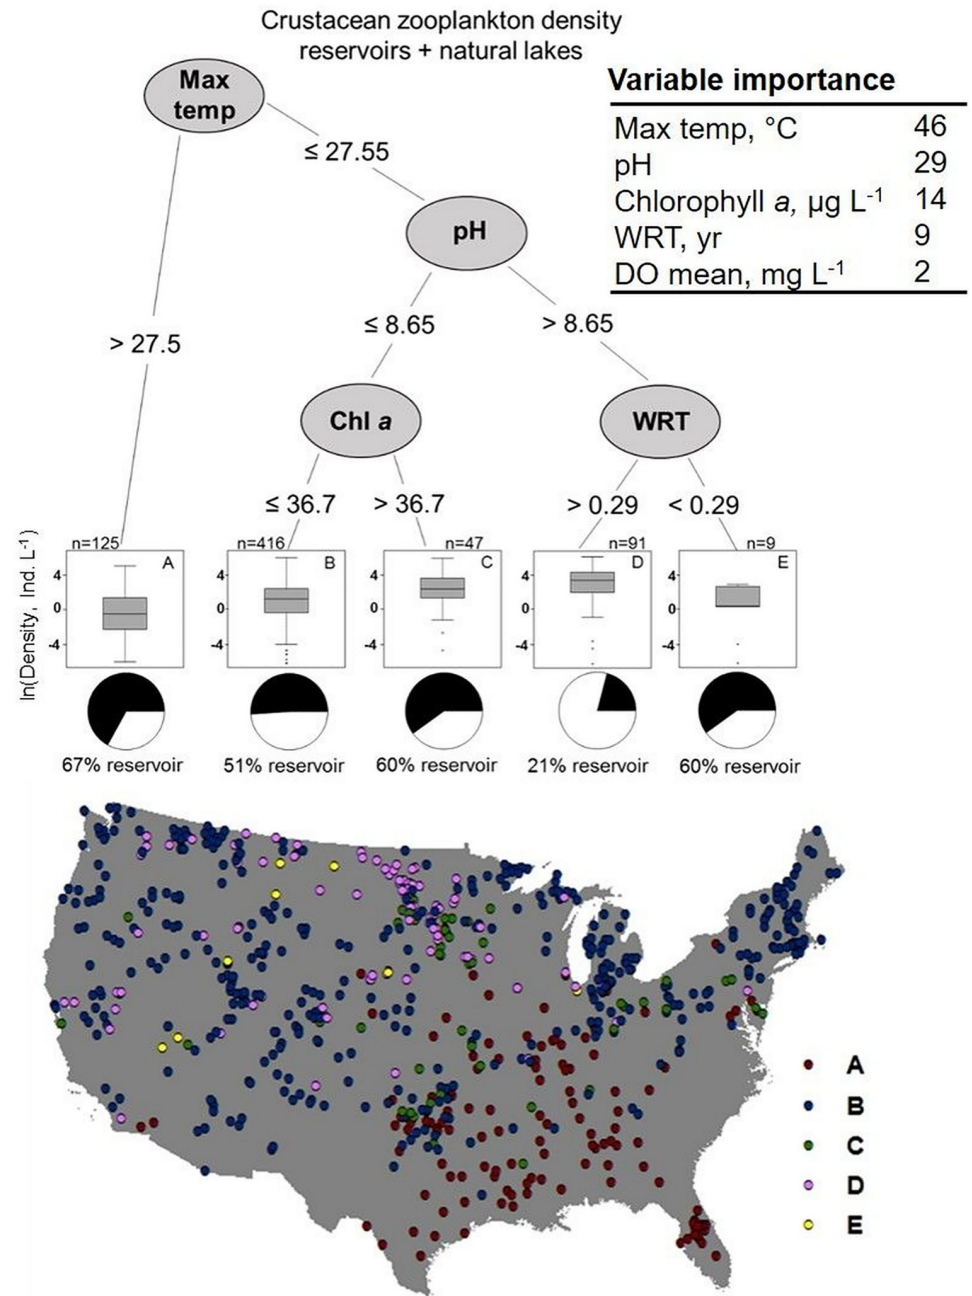 Crustacean zooplankton density
reservoirs + natural lakes
Max
temp
Variable importance
Max temp, °C 46
pH 29
Chlorophyll a, µg L-1 14
WRT, yr 9
DO mean, mg L-1 2
≤ 27.55
pH
> 27.5
≤ 8.65
> 8.65
Chl a
WRT
≤ 36.7
> 36.7
> 0.29
< 0.29
ln(Density, Ind. L-1)
n=125
n=416
n=47
n=91
n=9
A
B
C
D
E
4
0
-4
4
0
-4
4
0
-4
4
0
-4
4
0
-4
67% reservoir
51% reservoir
60% reservoir
21% reservoir
60% reservoir
A
B
C
D
E